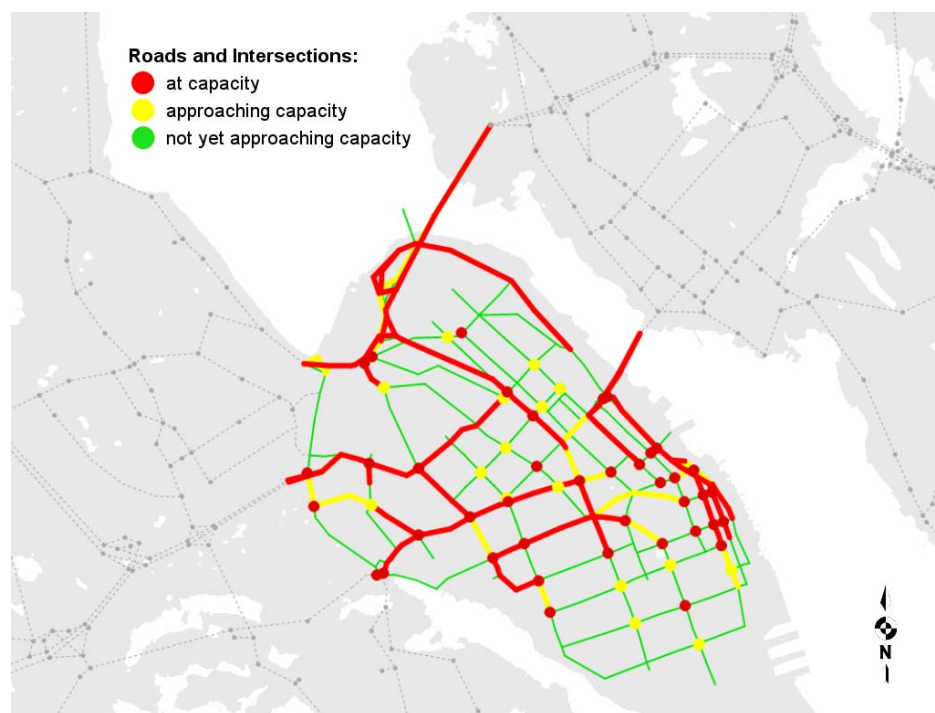 Roads and Intersections:
at capacity
approaching capacity
not yet approaching capacity
N